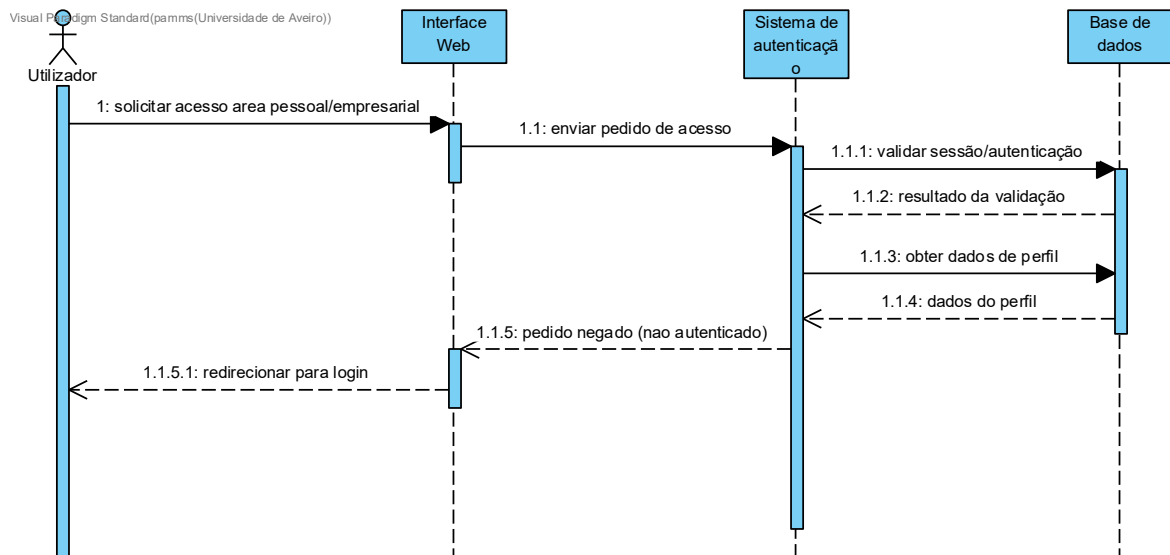 Visual Paradigm Standard(pamms(Universidade de Aveiro))
Utilizador
Interface
Web
Sistema de
autenticaçã
o
Base de
dados
1: solicitar acesso area pessoal/empresarial
1.1: enviar pedido de acesso
1.1.1: validar sessão/autenticação
1.1.2: resultado da validação
1.1.3: obter dados de perfil
1.1.4: dados do perfil
1.1.5: pedido negado (nao autenticado)
1.1.5.1: redirecionar para login